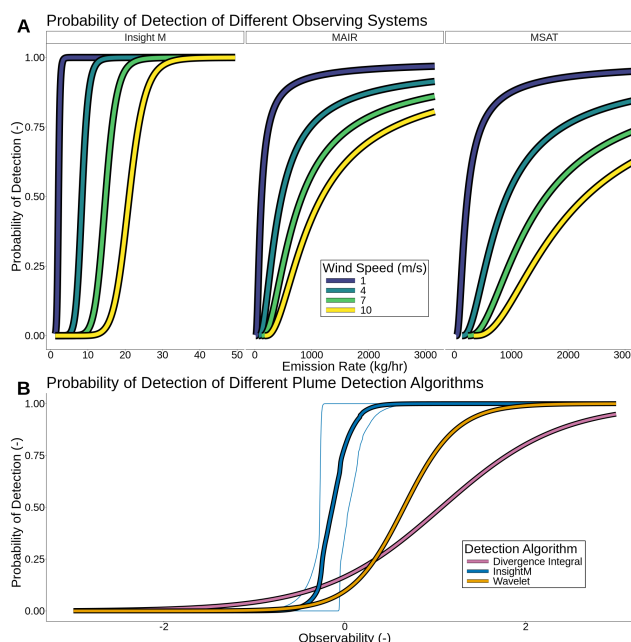 A
Probability of Detection of Different Observing Systems
Insight M MAIR MSAT
Probability of Detection (-)
1.00
0.75
0.50
0.25
0.00
Wind Speed (m/s)
1
4
7
10
0 10 20 30 40 50 0 1000 2000 3000 0 1000 2000
Emission Rate (kg/hr)
B
Probability of Detection of Different Plume Detection Algorithms
Probability of Detection (-)
1.00
0.75
0.50
0.25
0.00
Detection Algorithm
Divergence Integral
InsightM
Wavelet
-2 0 2
Observability (-)